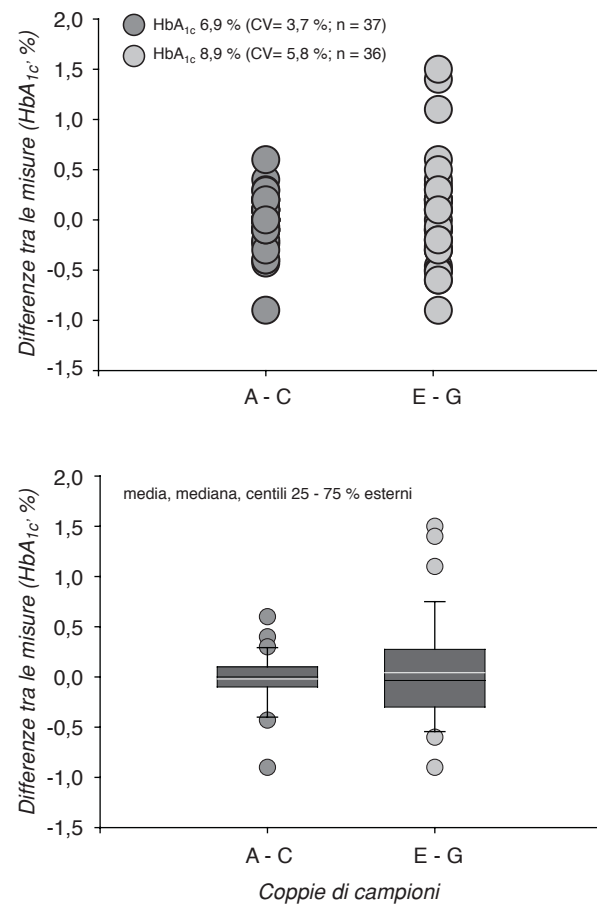 2,0
HbA1c 6,9 % (CV= 3,7 %; n = 37)
HbA1c 8,9 % (CV= 5,8 %; n = 36)
1,5
1,0
0,5
0,0
-0,5
-1,0
-1,5
Differenze tra le misure (HbA1c, %)
A - C
E - G
2,0
media, mediana, centili 25 - 75 % esterni
1,5
1,0
0,5
0,0
-0,5
-1,0
-1,5
Differenze tra le misure (HbA1c, %)
A - C
E - G
Coppie di campioni